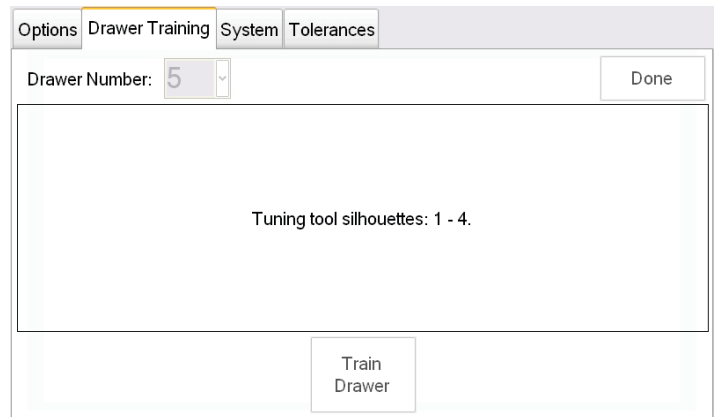 Options Drawer Training System Tolerances
Drawer Number: 5 Done
Tuning tool silhouettes: 1 - 4.
Train
Drawer